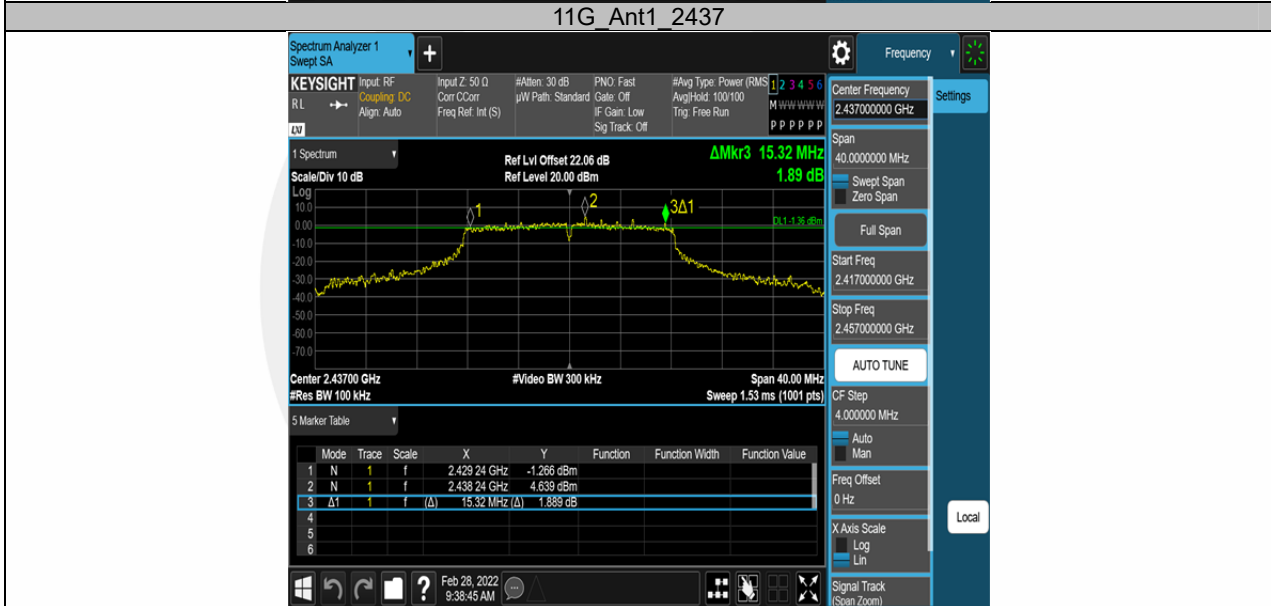 11G_Ant1_2437
Spectrum Analyzer 1
Swept SA
Frequency
KEYSIGHT
Input: RF
Coupling: DC
Align: Auto
RL
LXI
Input Z: 50 Ω
Corr CCorr
Freq Ref: Int (S)
#Atten: 30 dB
µW Path: Standard
PNO: Fast
Gate: Off
IF Gain: Low
Sig Track: Off
#Avg Type: Power (RMS
Avg|Hold: 100/100
Trig: Free Run
1 2 3 4 5 6
M W W W W W
P P P P P P
1 Spectrum
Scale/Div 10 dB
Ref Lvl Offset 22.06 dB
Ref Level 20.00 dBm
ΔMkr3 15.32 MHz
1.89 dB
Log
10.0
0.00
-10.0
-20.0
-30.0
-40.0
-50.0
-60.0
-70.0
1
2
3Δ1
DL1 -1.36 dBm
Center 2.43700 GHz
#Video BW 300 kHz
Span 40.00 MHz
#Res BW 100 kHz
Sweep 1.53 ms (1001 pts)
5 Marker Table
Mode Trace Scale X Y Function Function Width Function Value
1 N 1 f 2.429 24 GHz -1.266 dBm
2 N 1 f 2.438 24 GHz 4.639 dBm
3 Δ1 1 f (Δ) 15.32 MHz (Δ) 1.889 dB
4
5
6
Feb 28, 2022
9:38:45 AM
Center Frequency
2.437000000 GHz
Settings
Span
40.0000000 MHz
Swept Span
Zero Span
Full Span
Start Freq
2.417000000 GHz
Stop Freq
2.457000000 GHz
AUTO TUNE
CF Step
4.000000 MHz
Auto
Man
Freq Offset
0 Hz
Local
X Axis Scale
Log
Lin
Signal Track
(Span Zoom)